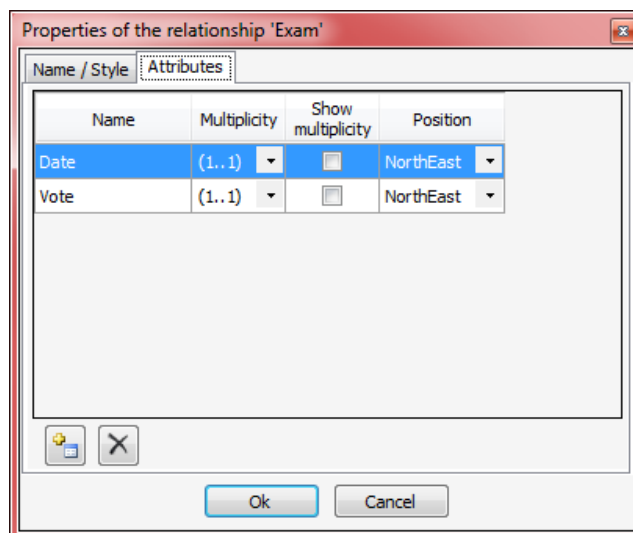 Properties of the relationship 'Exam'
Name / Style Attributes
Name Multiplicity Show multiplicity Position
Date (1..1) NorthEast
Vote (1..1) NorthEast
Ok Cancel